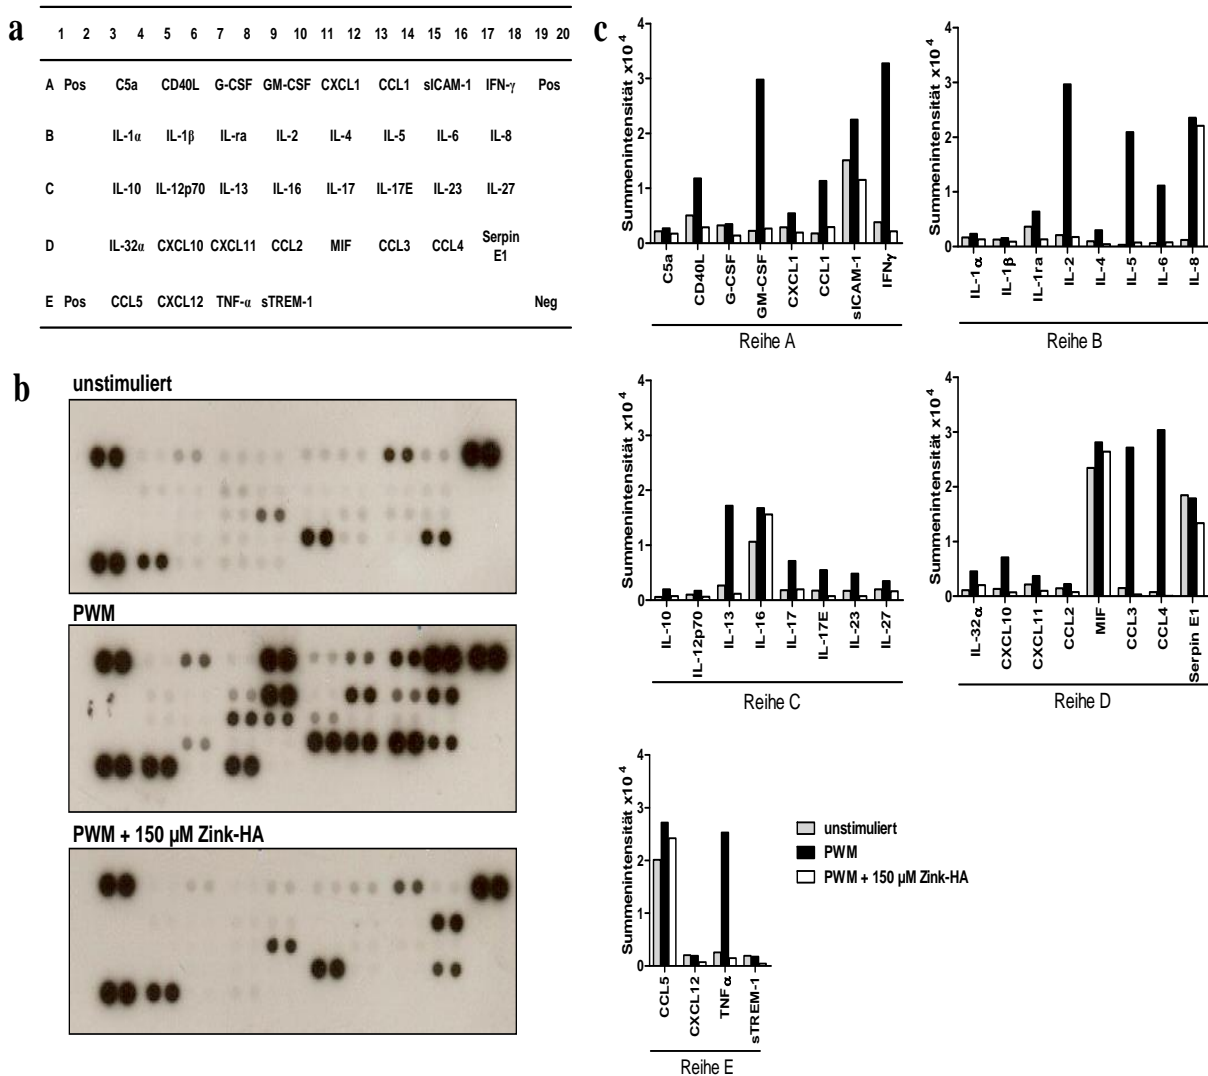 a
1 2 3 4 5 6 7 8 9 10 11 12 13 14 15 16 17 18 19 20
A Pos C5a CD40L G-CSF GM-CSF CXCL1 CCL1 sICAM-1 IFN-γ Pos
B IL-1α IL-1β IL-ra IL-2 IL-4 IL-5 IL-6 IL-8
C IL-10 IL-12p70 IL-13 IL-16 IL-17 IL-17E IL-23 IL-27
D IL-32α CXCL10 CXCL11 CCL2 MIF CCL3 CCL4 Serpin E1
E Pos CCL5 CXCL12 TNF-α sTREM-1 Neg
b
unstimuliert
PWM
PWM + 150 µM Zink-HA
c
Summenintensität x10⁴
4
3
2
1
0
C5a CD40L G-CSF GM-CSF CXCL1 CCL1 sICAM-1 IFNγ
Reihe A
Summenintensität x10⁴
4
3
2
1
0
IL-1α IL-1β IL-1ra IL-2 IL-4 IL-5 IL-6 IL-8
Reihe B
Summenintensität x10⁴
4
3
2
1
0
IL-10 IL-12p70 IL-13 IL-16 IL-17 IL-17E IL-23 IL-27
Reihe C
Summenintensität x10⁴
4
3
2
1
0
IL-32α CXCL10 CXCL11 CCL2 MIF CCL3 CCL4 Serpin E1
Reihe D
Summenintensität x10⁴
4
3
2
1
0
CCL5 CXCL12 TNFα sTREM-1
Reihe E
unstimuliert
PWM
PWM + 150 µM Zink-HA